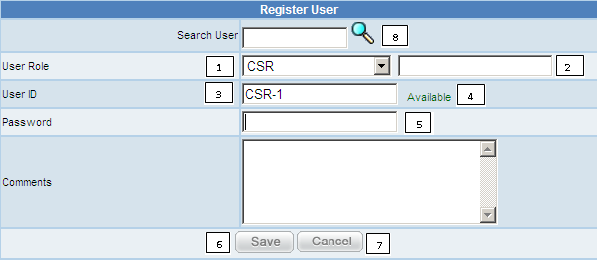 Register User
Search User 8
User Role 1 CSR 2
User ID 3 CSR-1 Available 4
Password 5
Comments
6 Save Cancel 7